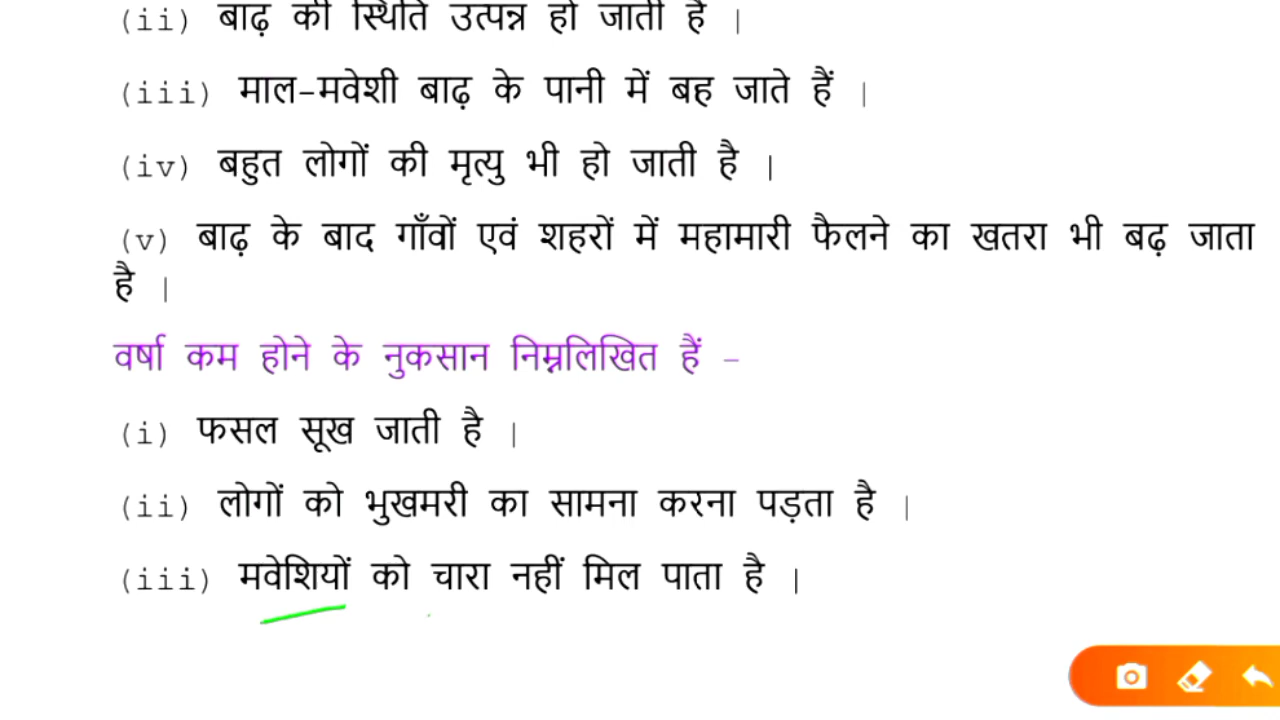 (ii) बाढ़ की स्थिति उत्पन्न हो जाती है |
(iii) माल-मवेशी बाढ़ के पानी में बह जाते हैं |
(iv) बहुत लोगों की मृत्यु भी हो जाती है |
(v) बाढ़ के बाद गाँवों एवं शहरों में महामारी फैलने का खतरा भी बढ़ जाता
है |
वर्षा कम होने के नुकसान निम्नलिखित हैं -
(i) फसल सूख जाती है |
(ii) लोगों को भुखमरी का सामना करना पड़ता है |
(iii) मवेशियों को चारा नहीं मिल पाता है |